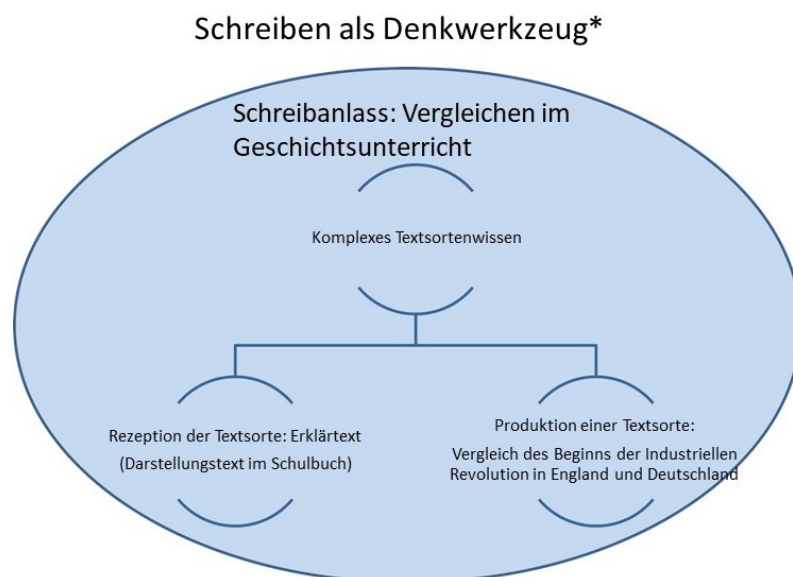 Schreiben als Denkwerkzeug*
Schreibanlass: Vergleichen im
Geschichtsunterricht
Komplexes Textsortenwissen
Rezeption der Textsorte: Erklärtext
(Darstellungstext im Schulbuch)
Produktion einer Textsorte:
Vergleich des Beginns der Industriellen
Revolution in England und Deutschland